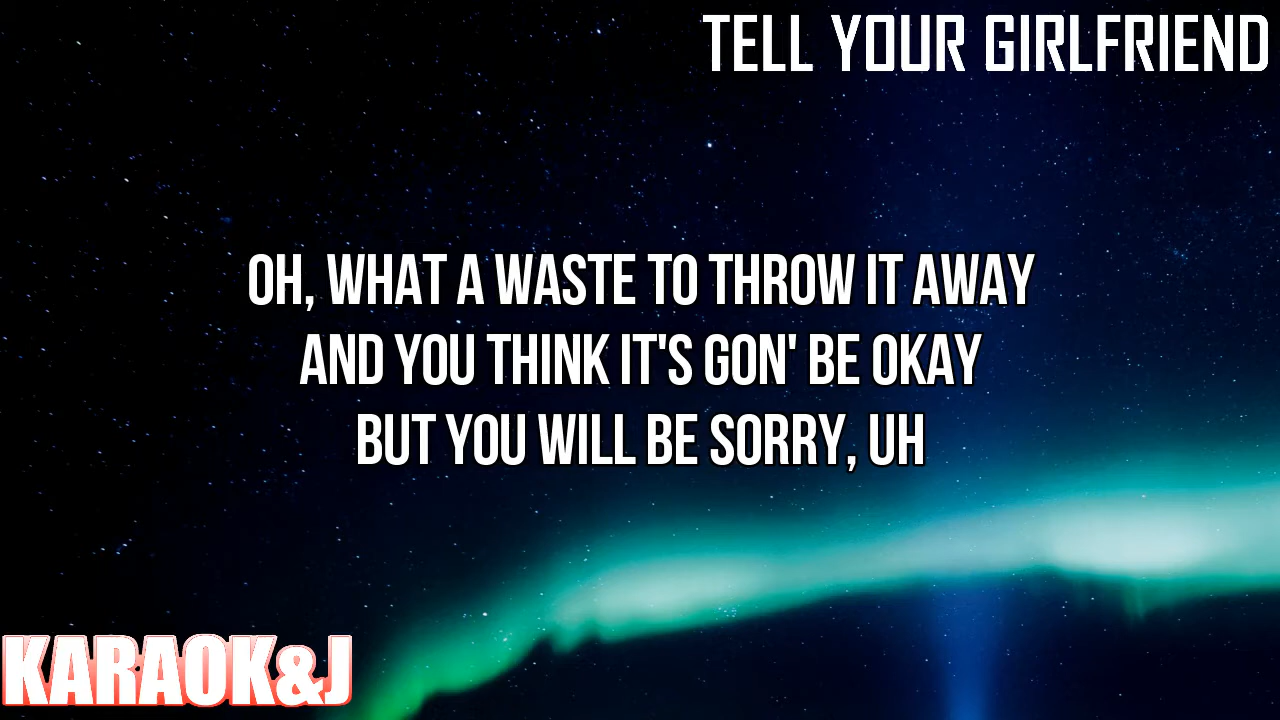 TELL YOUR GIRLFRIEND
OH, WHAT A WASTE TO THROW IT AWAY
AND YOU THINK IT'S GON' BE OKAY
BUT YOU WILL BE SORRY, UH
KARAOK&J